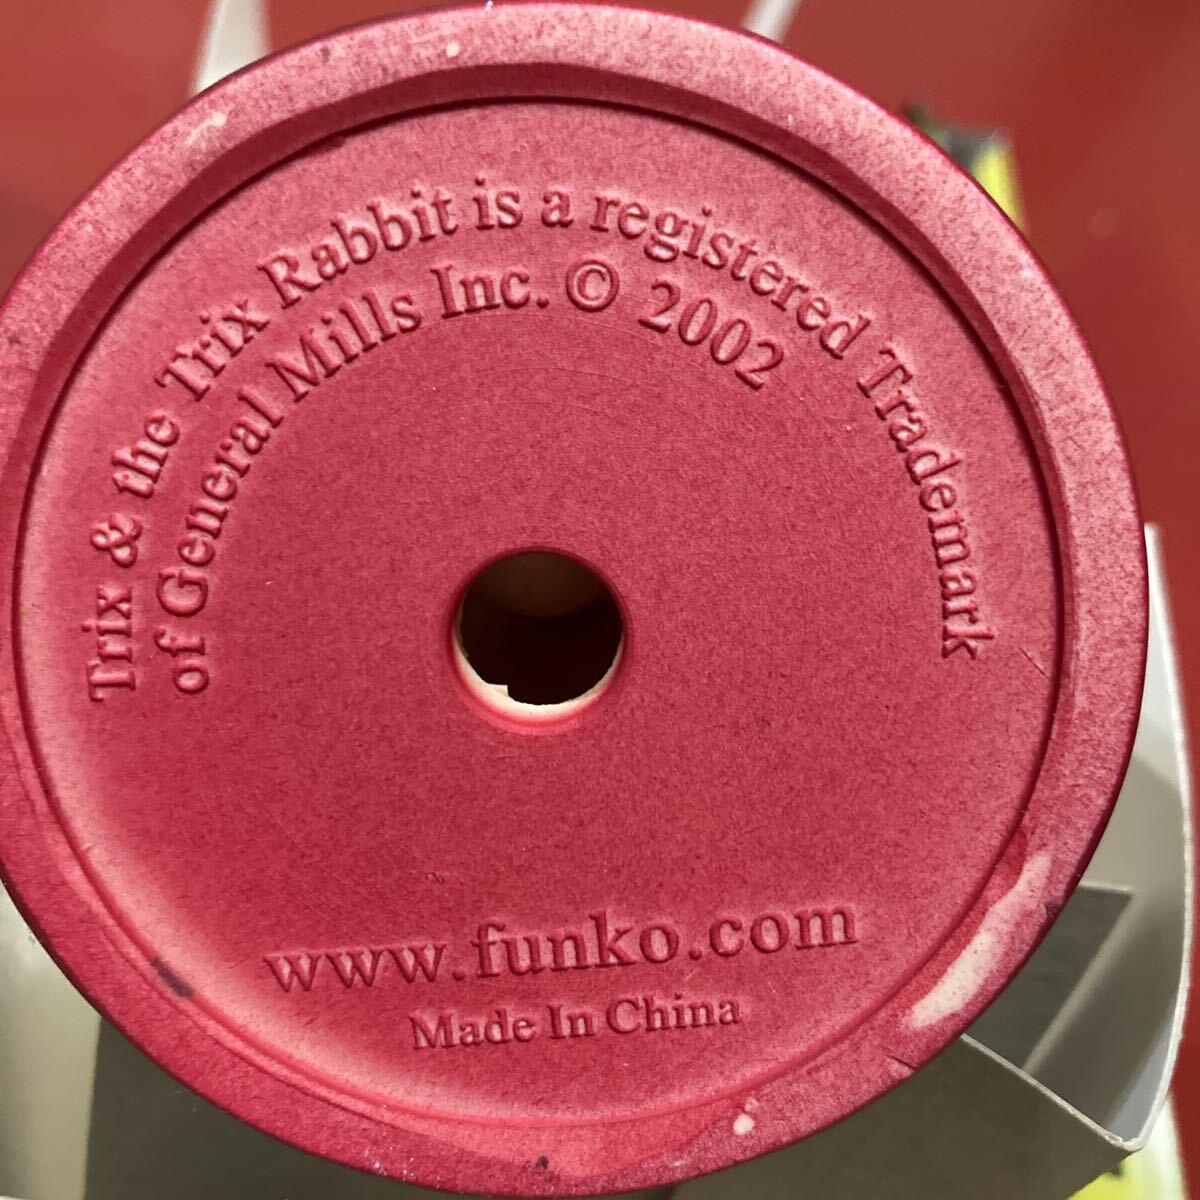 Trix & the Trix Rabbit is a registered Trademark
of General Mills Inc. © 2002
www.funko.com
Made In China